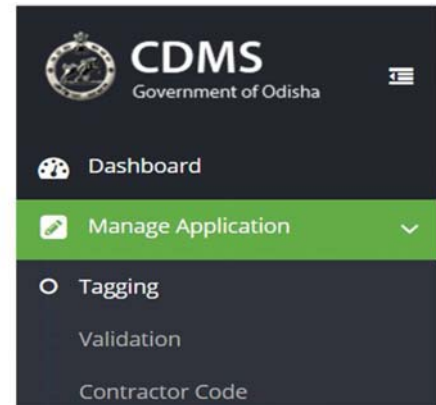 CDMS
Government of Odisha
Dashboard
Manage Application
Tagging
Validation
Contractor Code